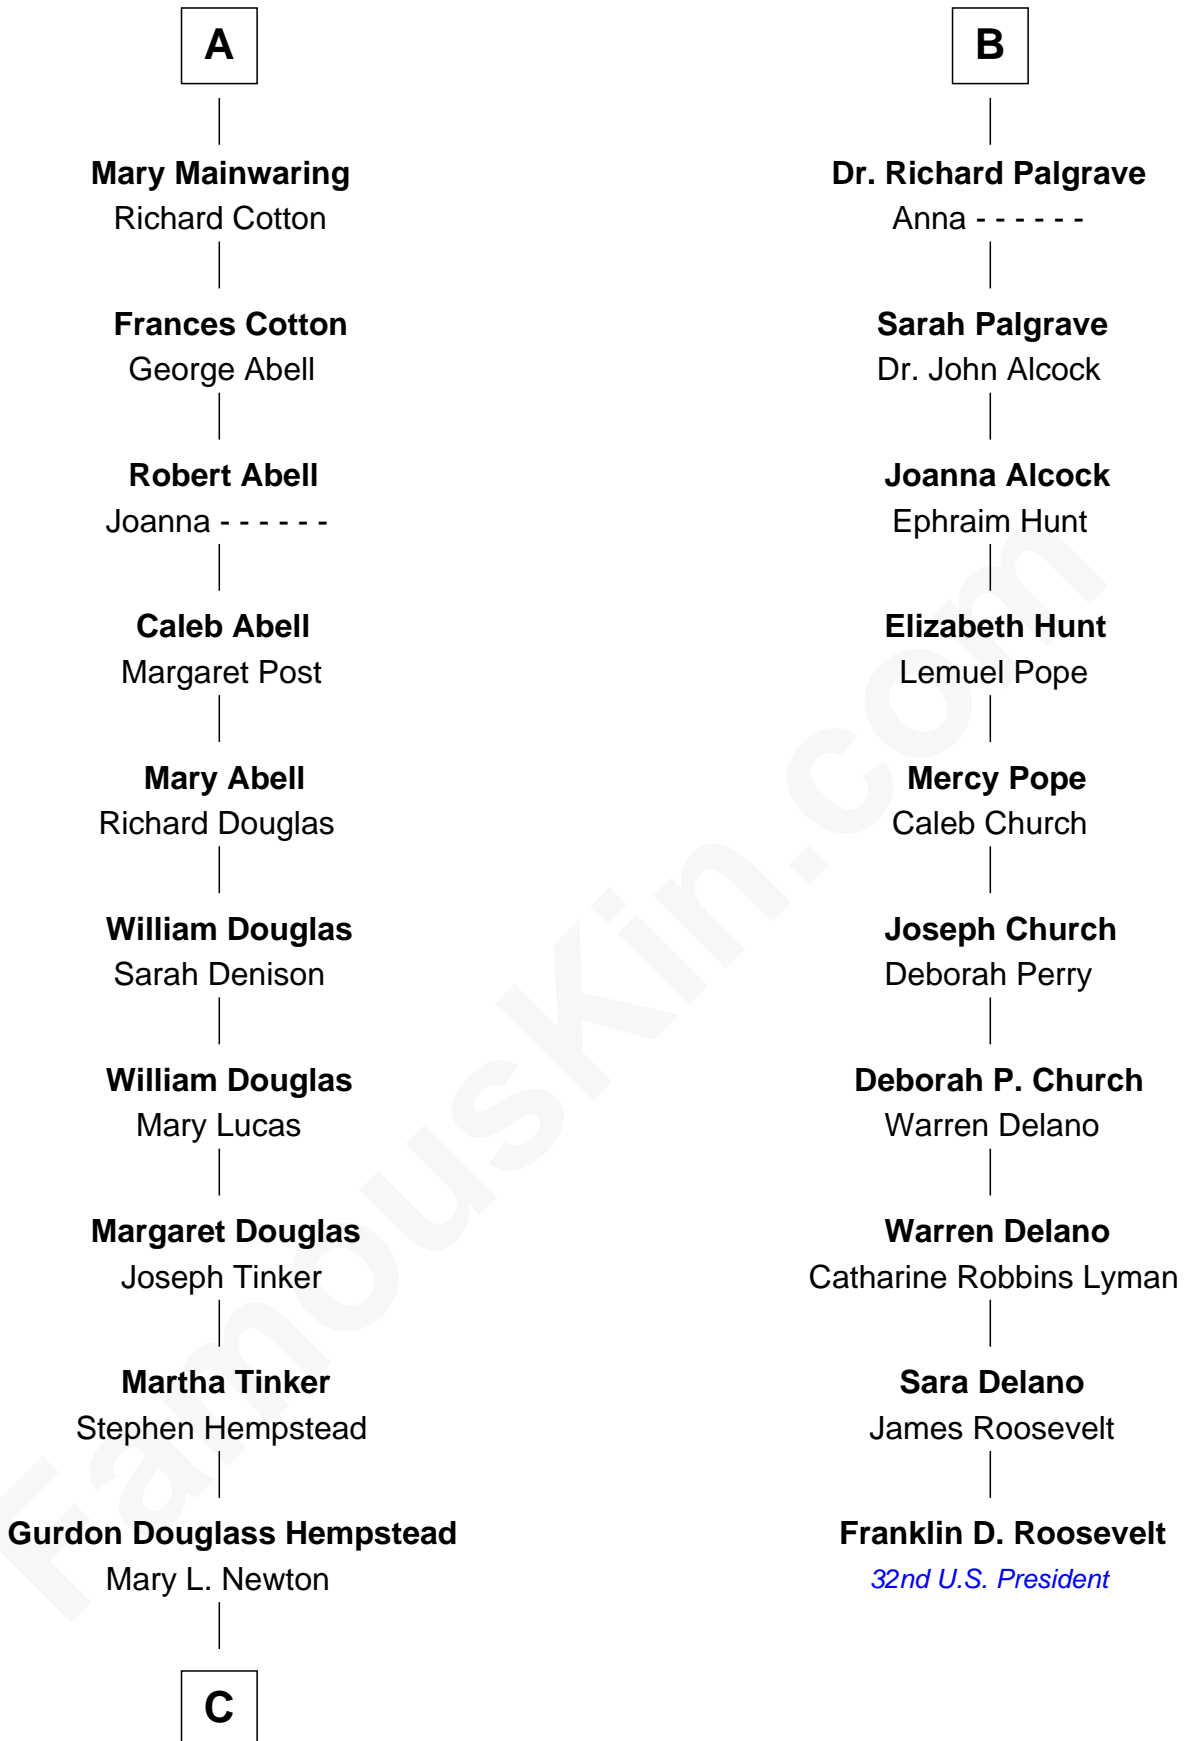 A
Mary Mainwaring
Richard Cotton
Frances Cotton
George Abell
Robert Abell
Joanna - - - - - -
Caleb Abell
Margaret Post
Mary Abell
Richard Douglas
William Douglas
Sarah Denison
William Douglas
Mary Lucas
Margaret Douglas
Joseph Tinker
Martha Tinker
Stephen Hempstead
Gurdon Douglass Hempstead
Mary L. Newton
C
B
Dr. Richard Palgrave
Anna - - - - - -
Sarah Palgrave
Dr. John Alcock
Joanna Alcock
Ephraim Hunt
Elizabeth Hunt
Lemuel Pope
Mercy Pope
Caleb Church
Joseph Church
Deborah Perry
Deborah P. Church
Warren Delano
Warren Delano
Catharine Robbins Lyman
Sara Delano
James Roosevelt
Franklin D. Roosevelt
32nd U.S. President
FamousKin.com